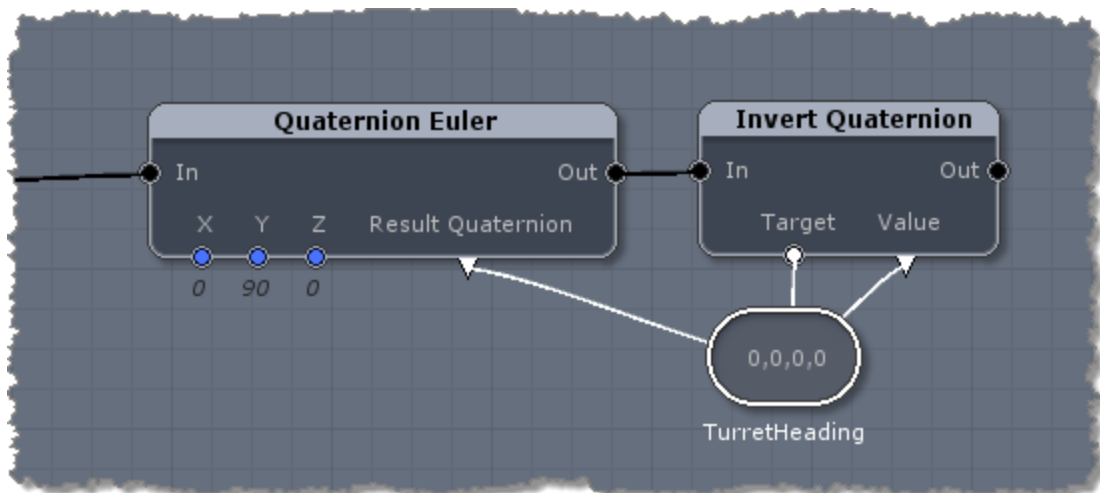 Quaternion Euler
In
Out
X Y Z Result Quaternion
0 90 0
Invert Quaternion
In
Out
Target Value
0,0,0,0
TurretHeading